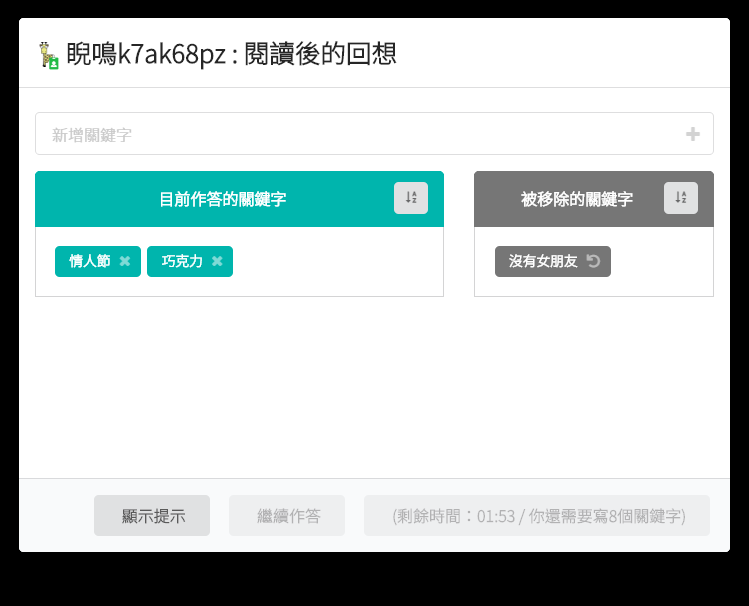 睨鳴k7ak68pz : 閱讀後的回想
新增關鍵字
目前作答的關鍵字
被移除的關鍵字
情人節
巧克力
沒有女朋友
顯示提示
繼續作答
(剩餘時間：01:53 / 你還需要寫8個關鍵字)